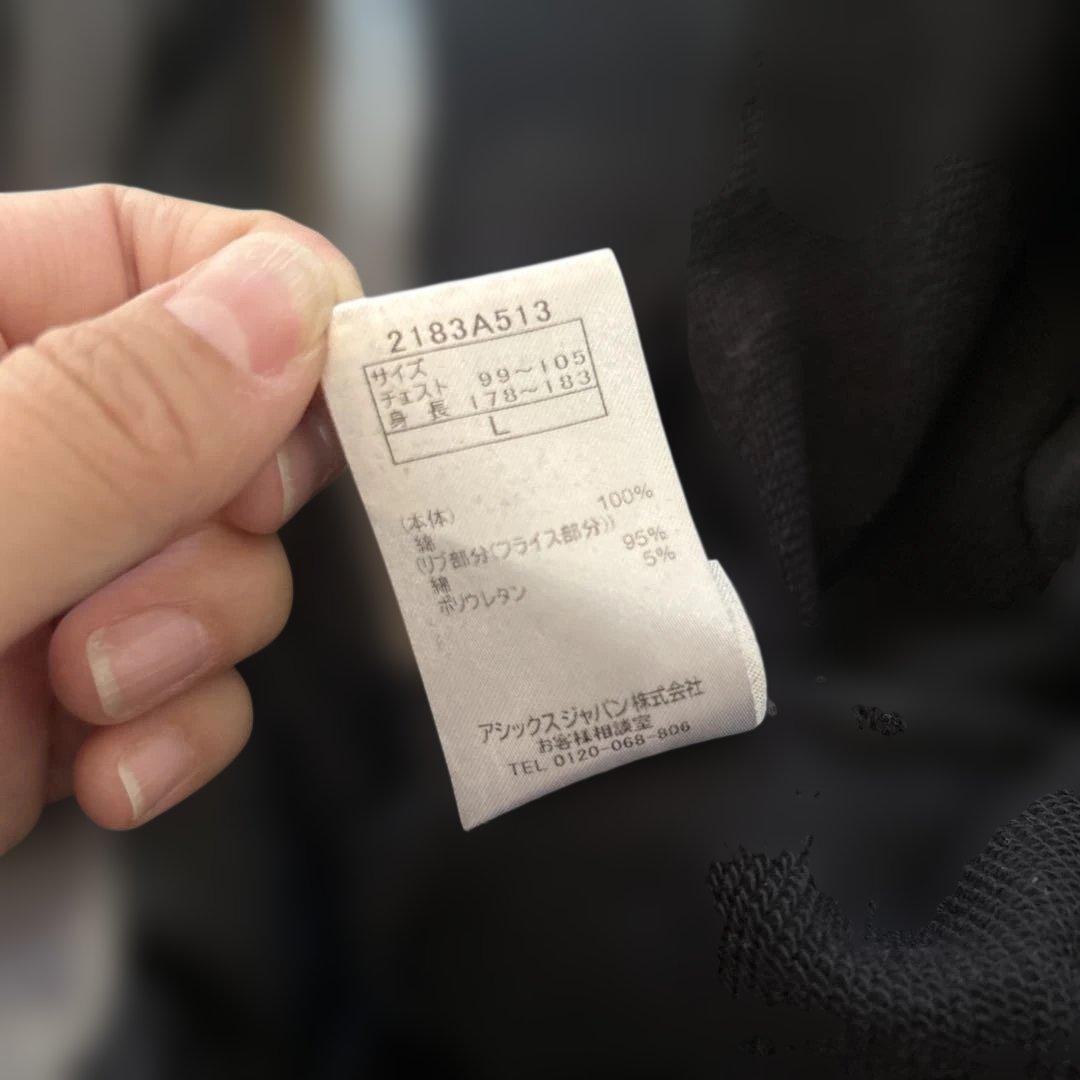 2183A513
サイズ
チェスト 99～105
身長 178～183
L
(本体)
綿 100%
(リブ部分(フライス部分))
綿 95%
ポリウレタン 5%
アシックスジャパン株式会社
お客様相談室
TEL 0120-068-806